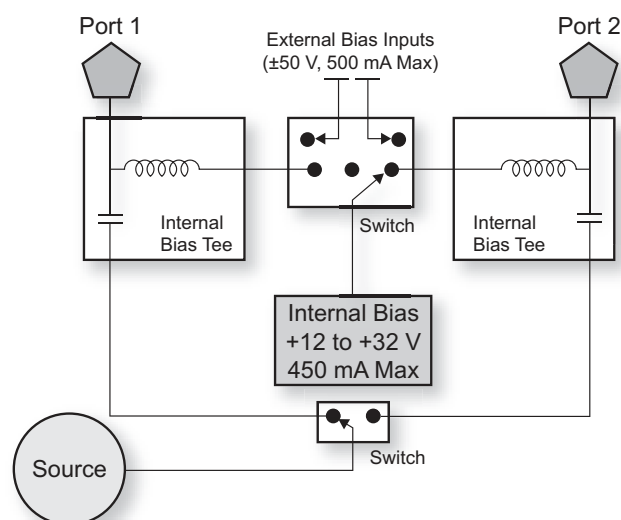 Port 1
Port 2
External Bias Inputs
(±50 V, 500 mA Max)
Internal
Bias Tee
Switch
Internal
Bias Tee
Internal Bias
+12 to +32 V
450 mA Max
Source
Switch